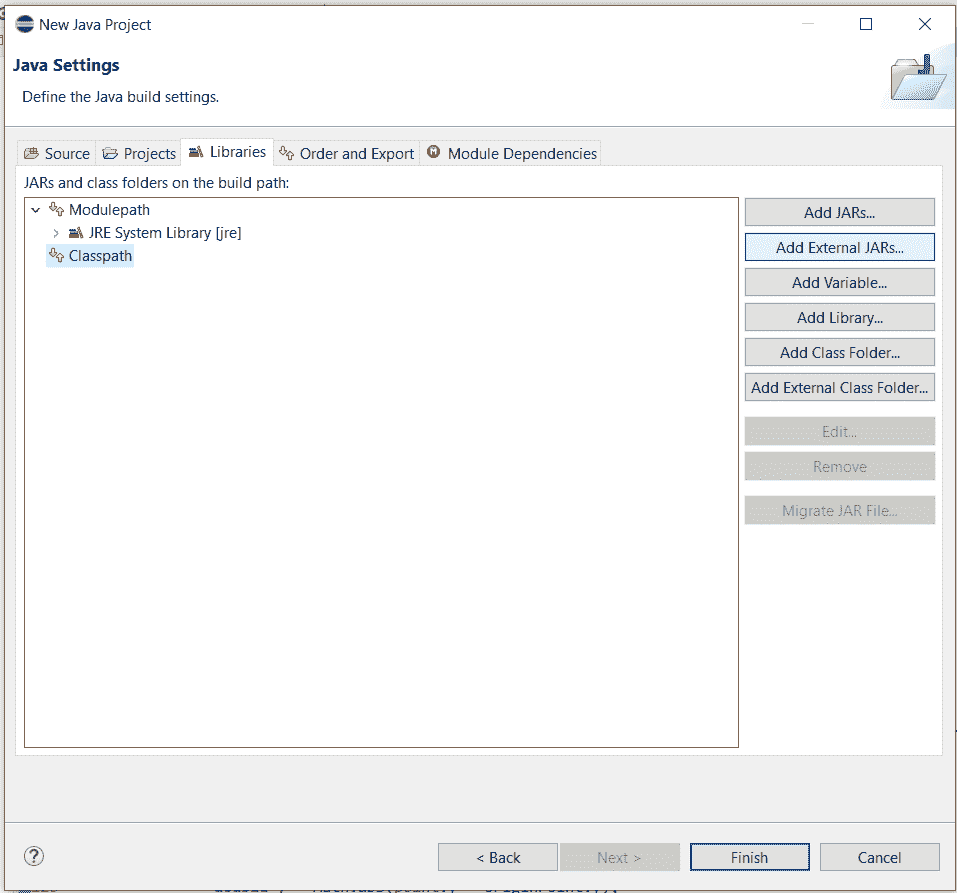 New Java Project
Java Settings
Define the Java build settings.
Source Projects Libraries Order and Export Module Dependencies
JARs and class folders on the build path:
Modulepath
JRE System Library [jre]
Classpath
Add JARs...
Add External JARs...
Add Variable...
Add Library...
Add Class Folder...
Add External Class Folder...
Edit...
Remove
Migrate JAR File...
?
< Back Next > Finish Cancel